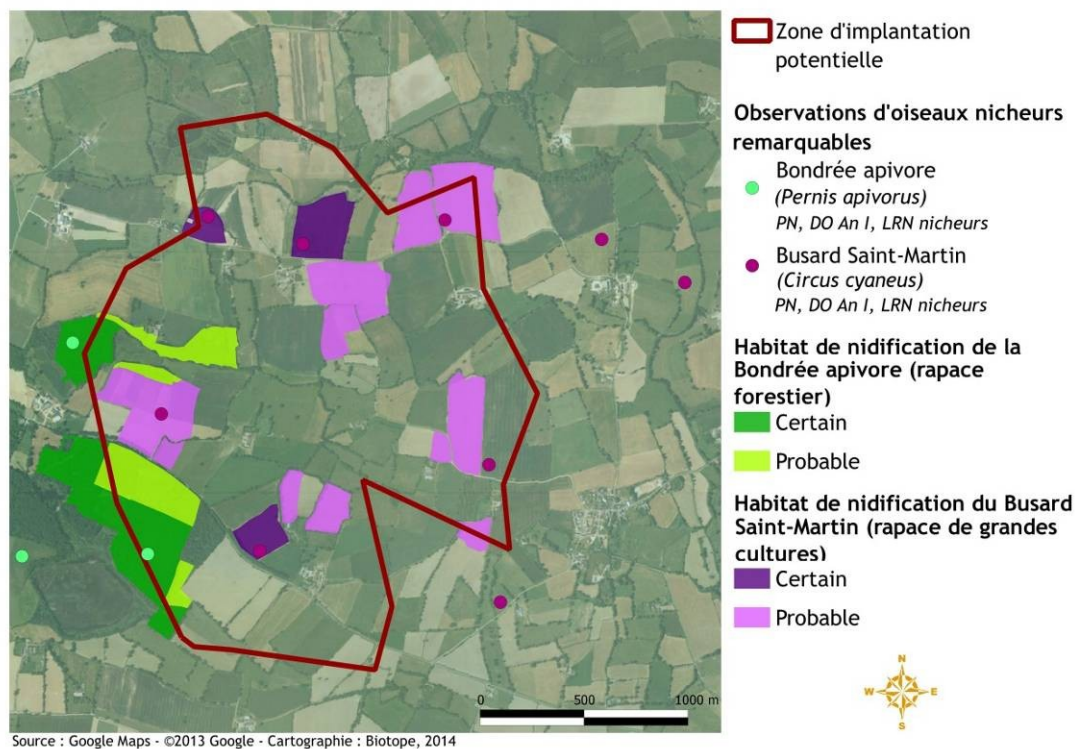 Zone d'implantation
potentielle
Observations d'oiseaux nicheurs
remarquables
Bondrée apivore
(Pernis apivorus)
PN, DO An I, LRN nicheurs
Busard Saint-Martin
(Circus cyaneus)
PN, DO An I, LRN nicheurs
Habitat de nidification de la
Bondrée apivore (rapace
forestier)
Certain
Probable
Habitat de nidification du Busard
Saint-Martin (rapace de grandes
cultures)
Certain
Probable
N
W E
S
0 500 1000 m
Source : Google Maps - ©2013 Google - Cartographie : Biotope, 2014